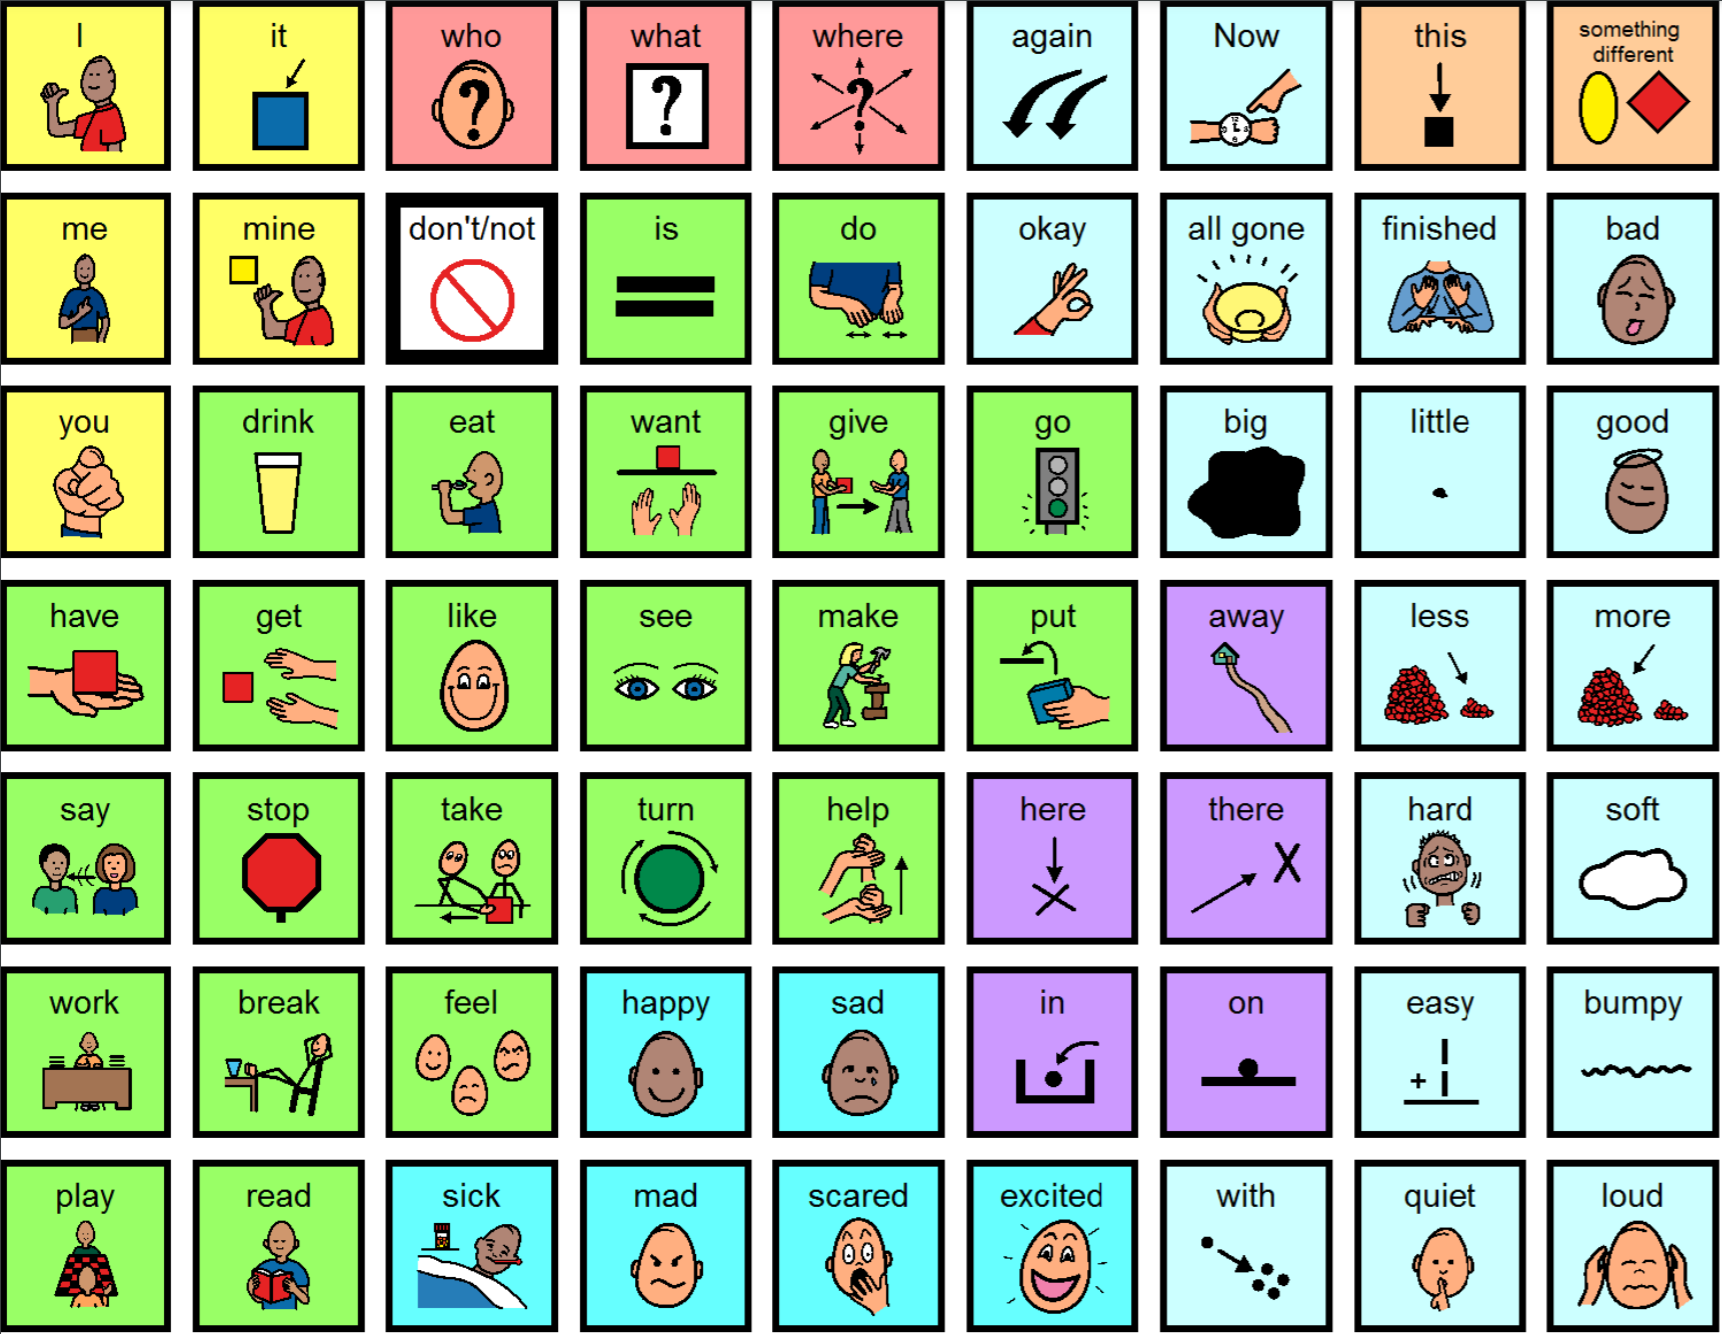 I
it
who
what
where
again
Now
this
something
different
me
mine
don't/not
is
do
okay
all gone
finished
bad
you
drink
eat
want
give
go
big
little
good
have
get
like
see
make
put
away
less
more
say
stop
take
turn
help
here
there
hard
soft
work
break
feel
happy
sad
in
on
easy
bumpy
play
read
sick
mad
scared
excited
with
quiet
loud